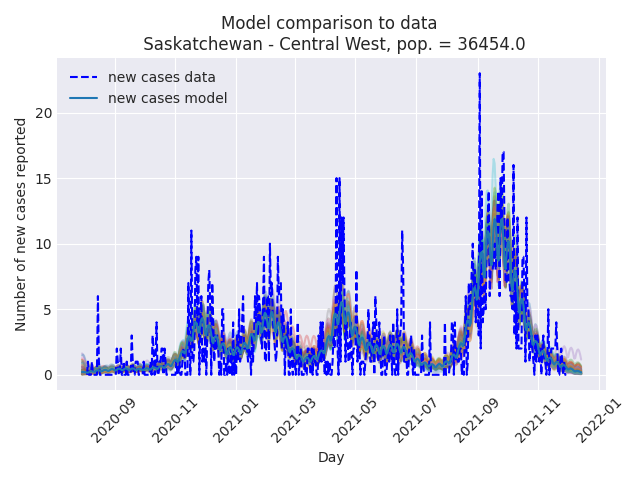 Model comparison to data
Saskatchewan - Central West, pop. = 36454.0
new cases data
new cases model
Number of new cases reported
20
15
10
5
0
2020-09
2020-11
2021-01
2021-03
2021-05
2021-07
2021-09
2021-11
2022-01
Day